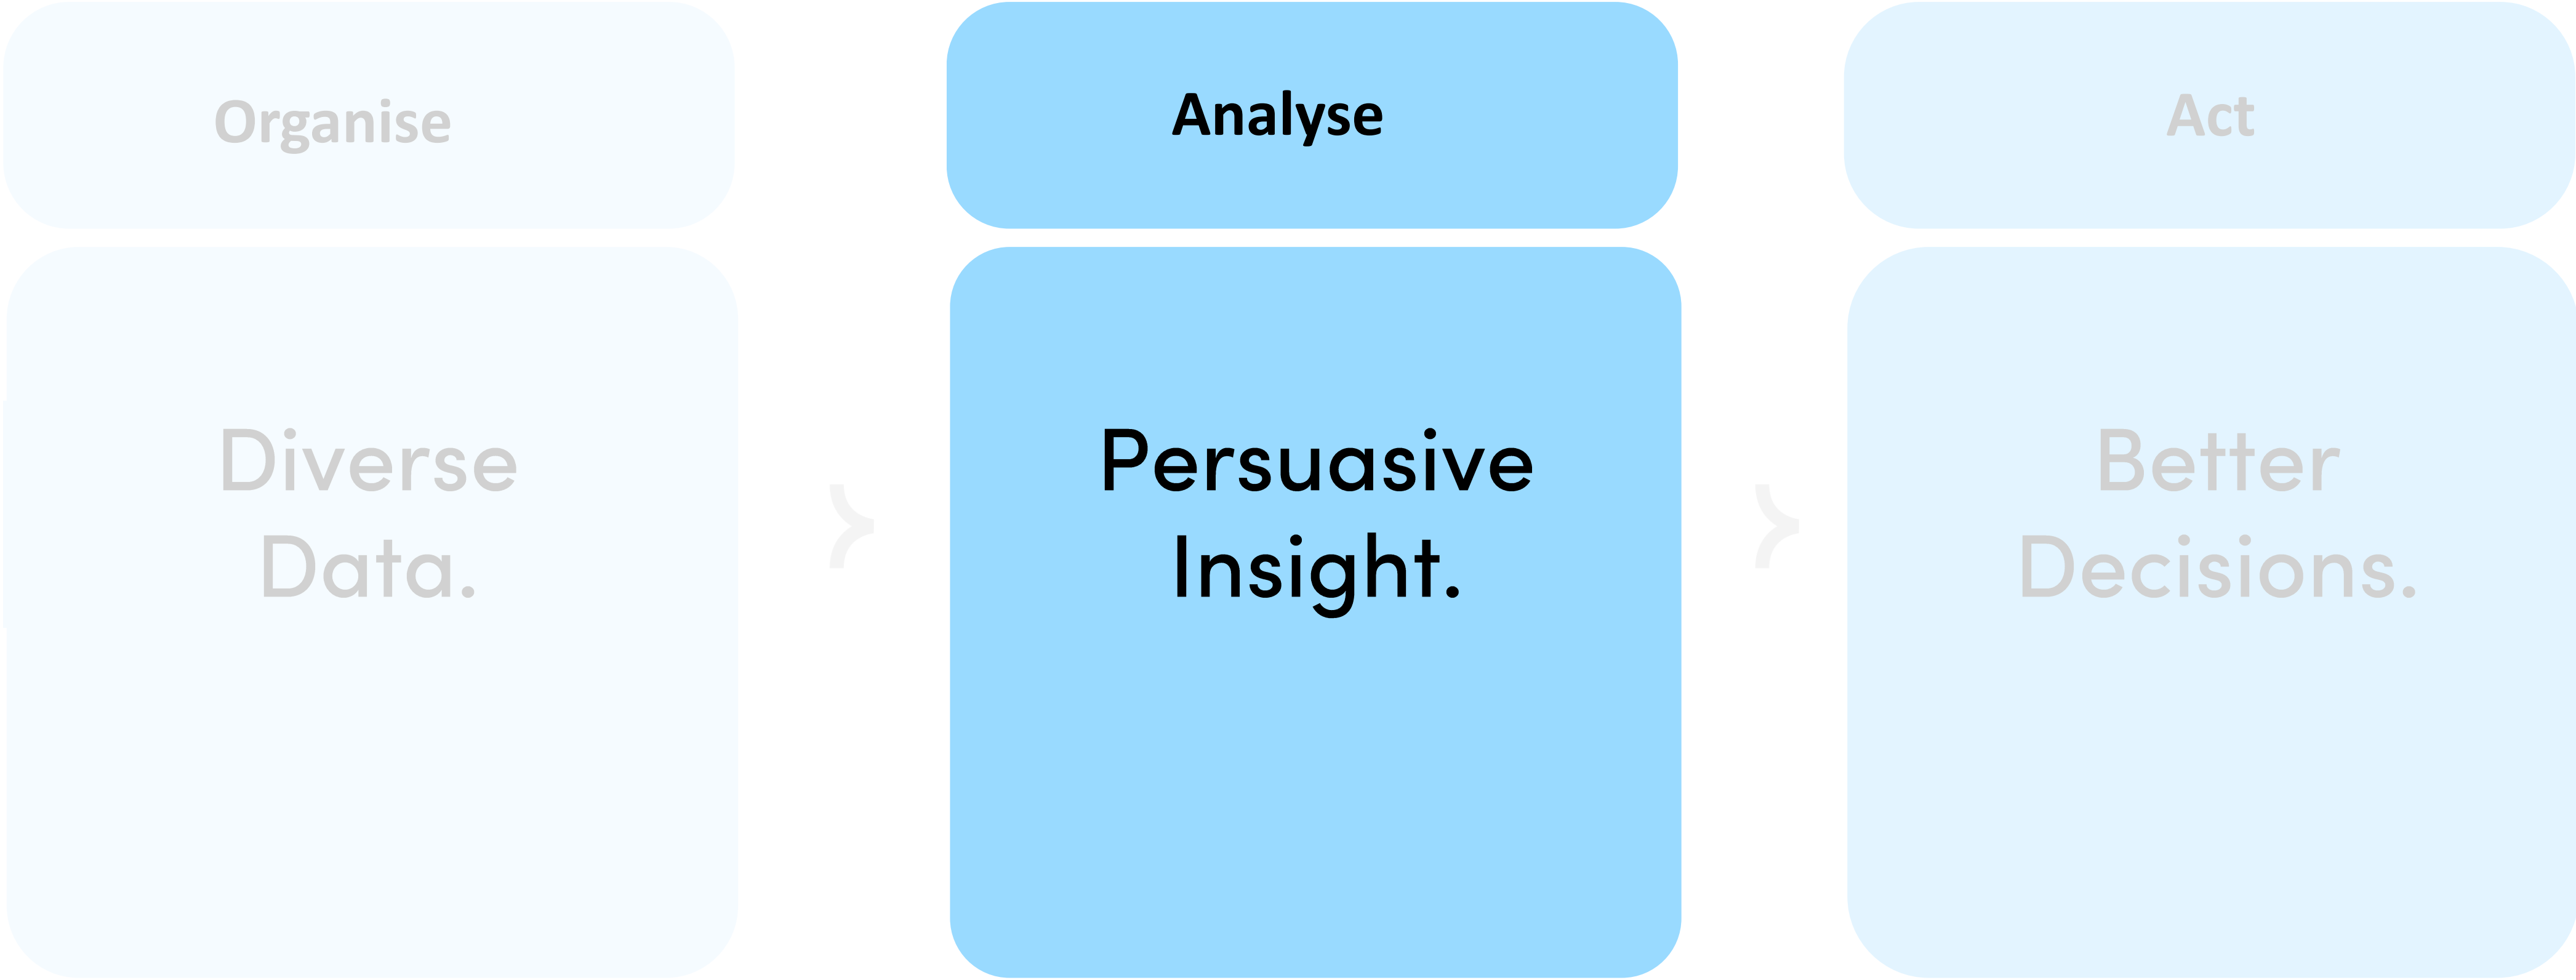 Organise
Analyse
Act
Diverse
Data.
Persuasive
Insight.
Better
Decisions.